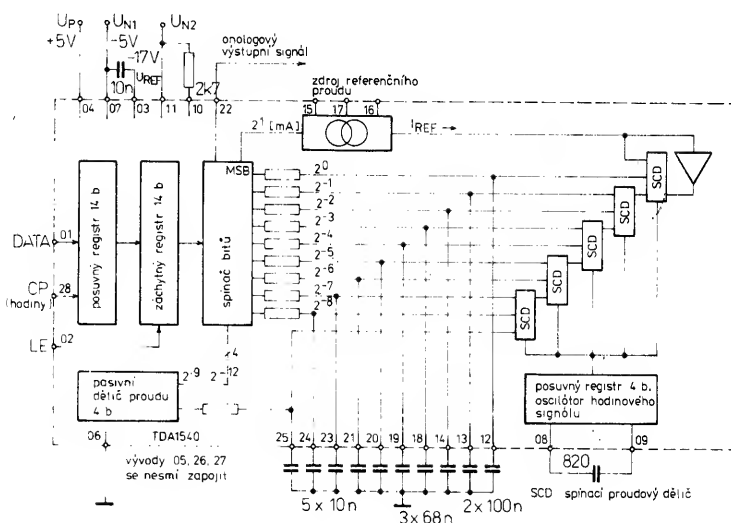 UP UN1 UN2
+5V -5V
-17V
10n UREF 2k7
onologový
výstupní signál
zdroj referenčního
proudu
04 07 03 11 10 22
15 17 16
2¹ [mA] IREF
MSB
posuvný registr 14 b
záchytný registr 14 b
spínač bitů
2⁰
2⁻¹
2⁻²
2⁻³
2⁻⁴
2⁻⁵
2⁻⁶
2⁻⁷
2⁻⁸
SCD
SCD
SCD
SCD
SCD
DATA 01
CP 28
(hodiny)
LE 02
4
2⁻⁹ 2⁻¹²
pasivní
dělič proudu
4 b
posuvný registr 4 b.
oscilátor hodinového
signálu
06 TDA1540
25 24 23 21 20 19 18 14 13 12
08 09
vývody 05, 26, 27
se nesmí zapojit
820
5 x 10n
3 x 68n
2 x 100n
SCD spínací proudový dělič